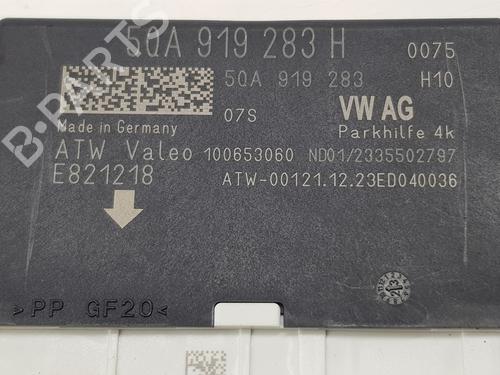 5QA 919 283 H 0075
5QA 919 283 H10
07S VW AG
Made in Germany Parkhilfe 4k
ATW Valeo 100653060 ND01/2335502797
E821218 ATW-00121.12.23ED040036
>PP GF20<
B-Parts